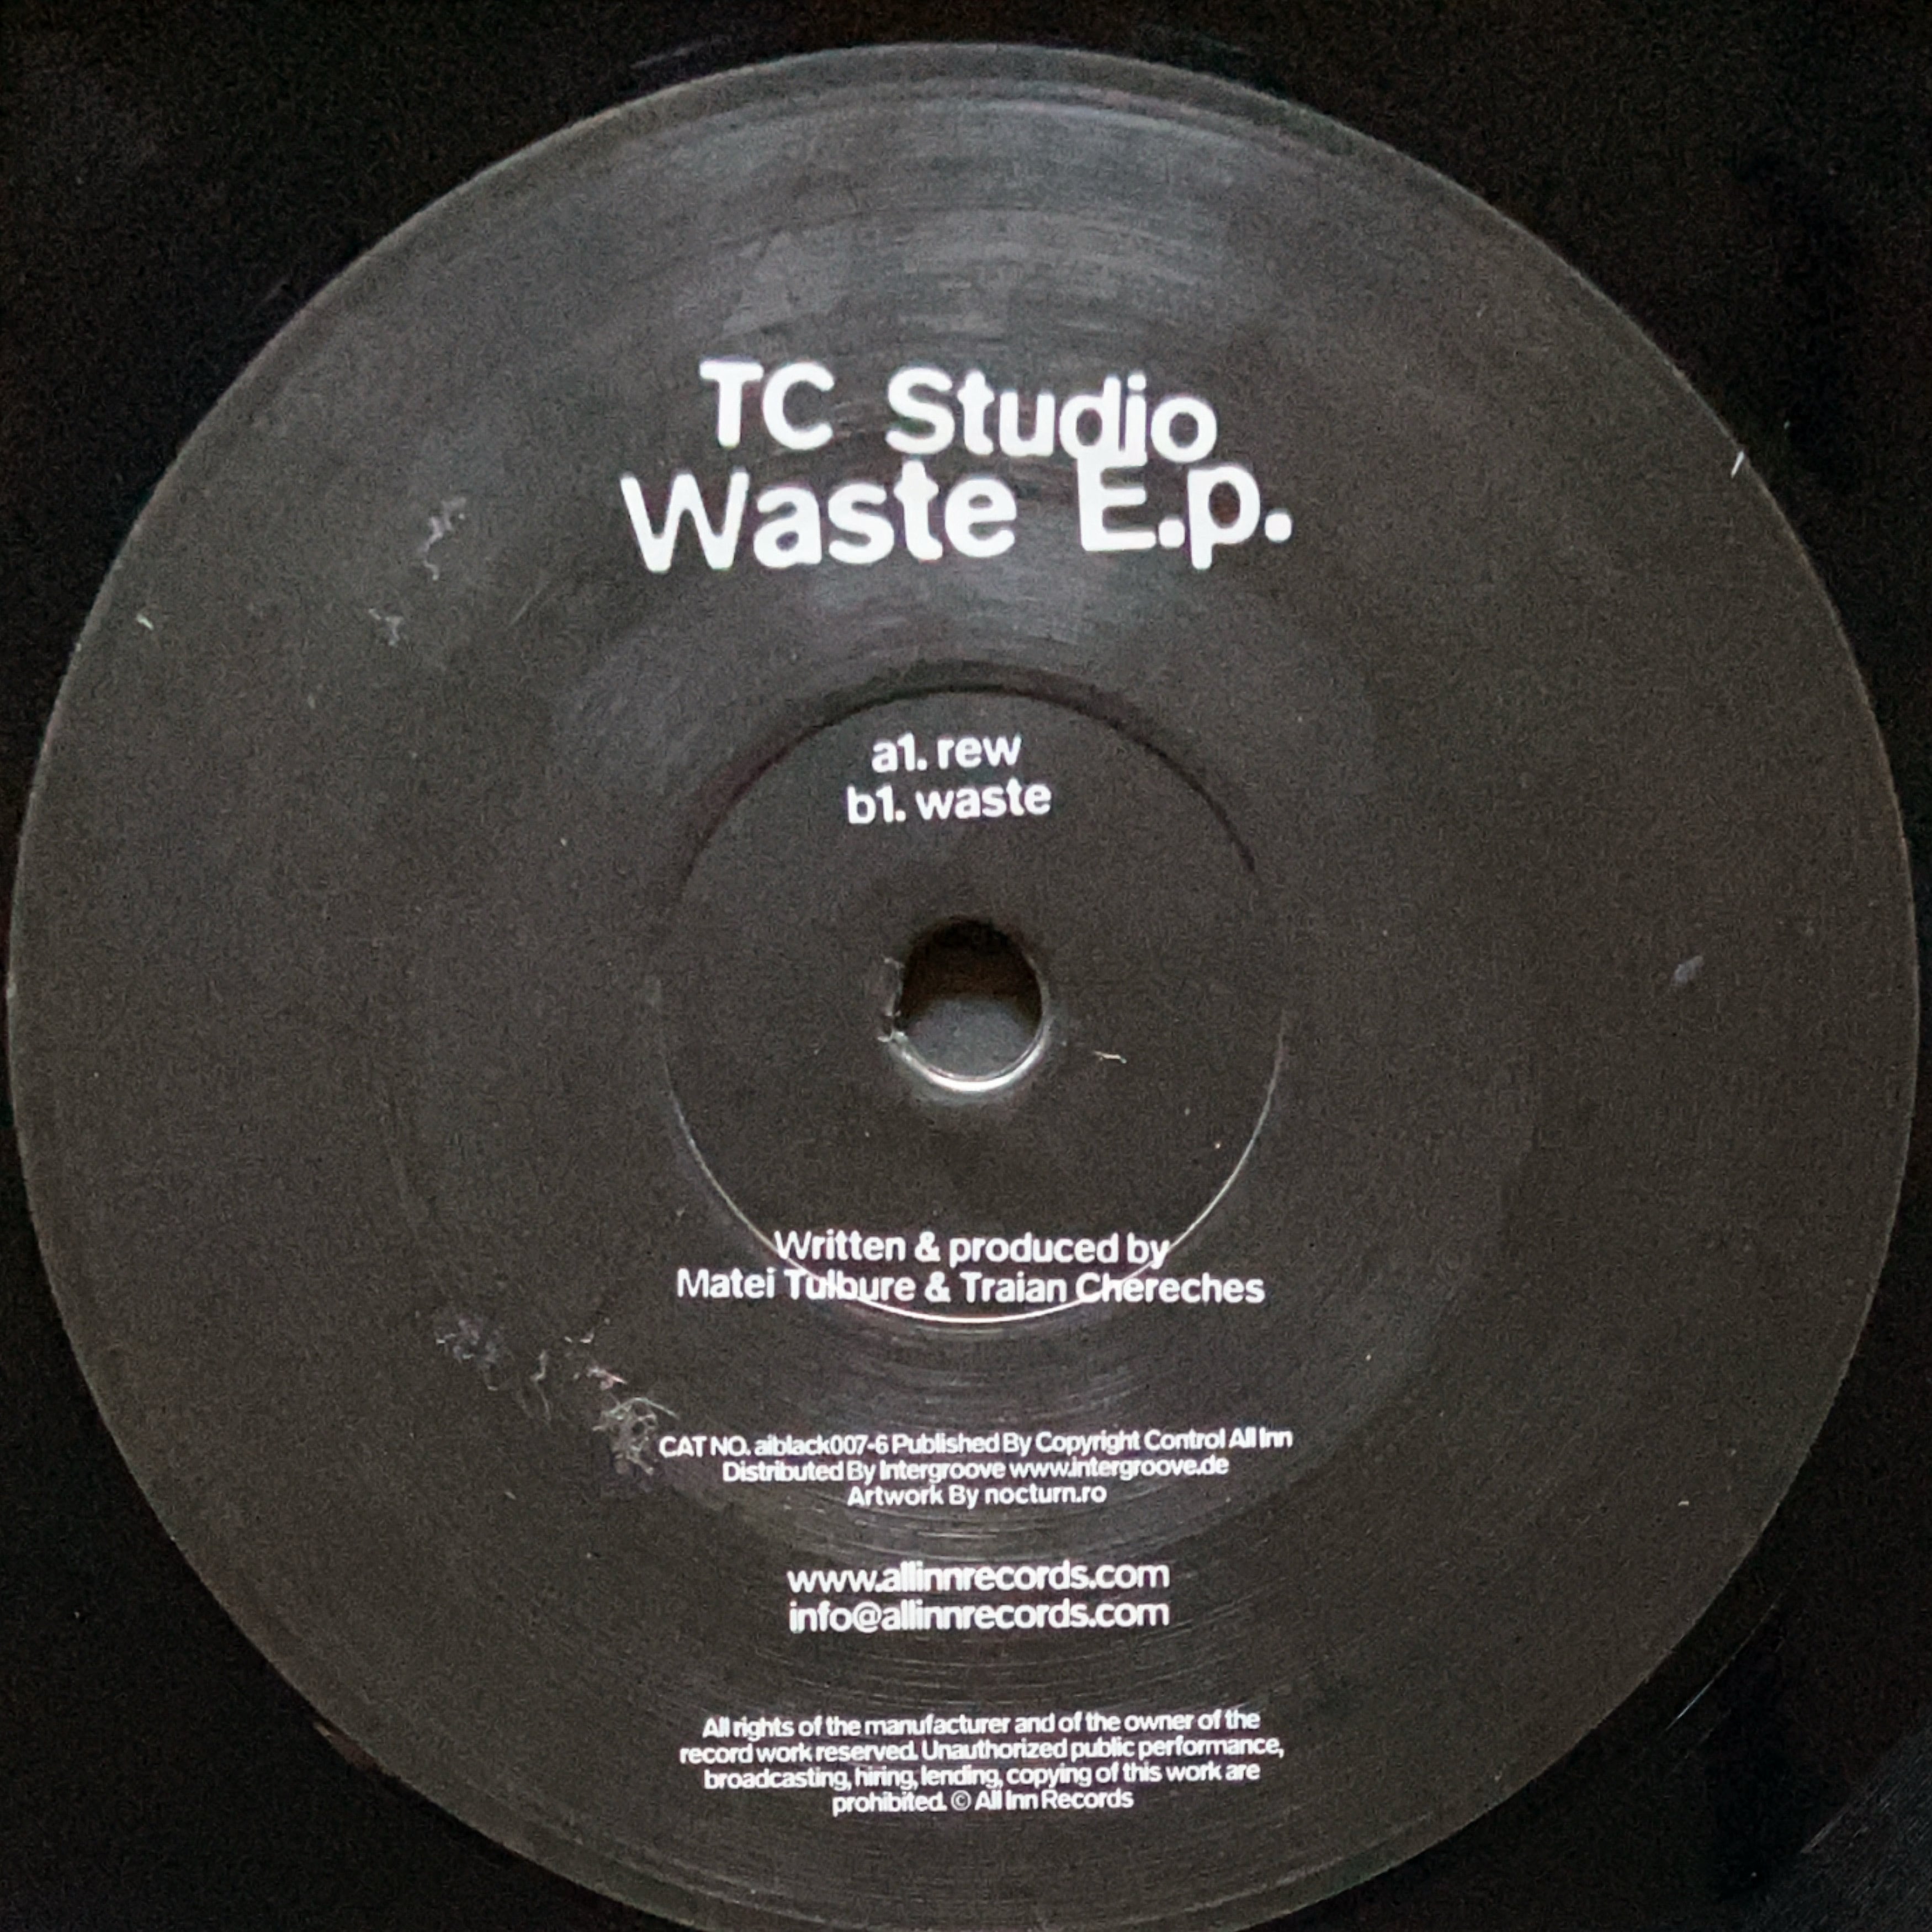 TC Studio
Waste E.p.
a1. rew
b1. waste
Written & produced by
Matei Tulbure & Traian Chereches
CAT NO. aiblack007-6 Published By Copyright Control All Inn
Distributed By Intergroove www.intergroove.de
Artwork By nocturn.ro
www.allinnrecords.com
info@allinnrecords.com
All rights of the manufacturer and of the owner of the
record work reserved. Unauthorized public performance,
broadcasting, hiring, lending, copying of this work are
prohibited. © All Inn Records